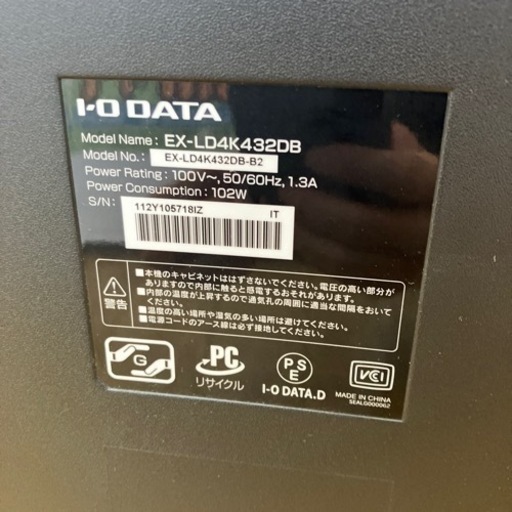 I-O DATA
Model Name: EX-LD4K432DB
Model No.: EX-LD4K432DB-B2
Power Rating: 100V～, 50/60Hz, 1.3A
Power Consumption: 102W
S/N: 112Y105718IZ IT
警告
■本機のキャビネットははずさないでください。電圧の高い部分が
ありますので内部に触ると感電するおそれがあります。
■内部の温度が上昇するので通気孔の周囲に適当な間隔をおいて
ください。
■温度の高い場所や湿気の多い場所は避けてください。
■電源コードのアース線は必ず接地してください。
G
PC
リサイクル
PSE
I-O DATA.D
VCI
MADE IN CHINA
SEALG000062